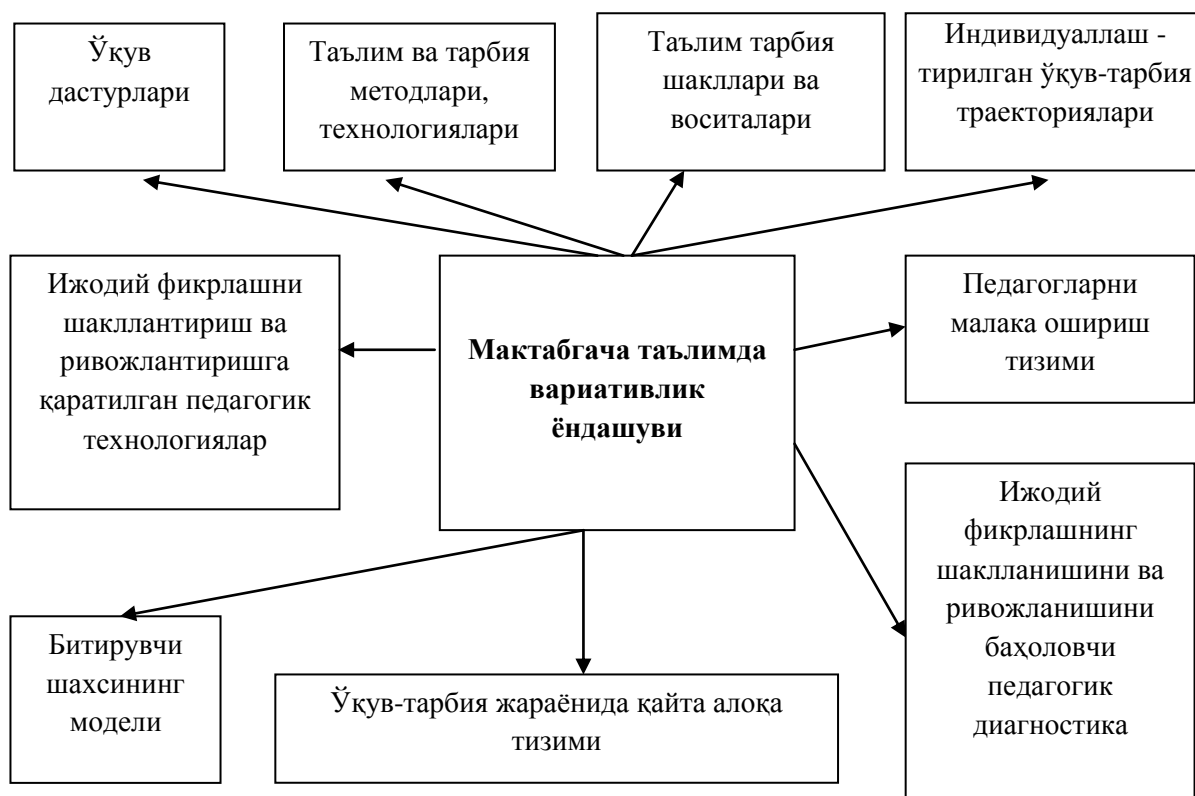 Ўқув
дастурлари
Таълим ва тарбия
методлари,
технологиялари
Таълим тарбия
шакллари ва
воситалари
Индивидуаллаш -
тирилган ўқув-тарбия
траекториялари
Ижодий фикрлашни
шакллантириш ва
ривожлантиришга
қаратилган педагогик
технологиялар
Мактабгача таълимда
вариативлик
ёндашуви
Педагогларни
малака ошириш
тизими
Ижодий
фикрлашнинг
шаклланишини ва
ривожланишини
баҳоловчи
педагогик
диагностика
Битирувчи
шахсининг
модели
Ўқув-тарбия жараёнида қайта алоқа
тизими